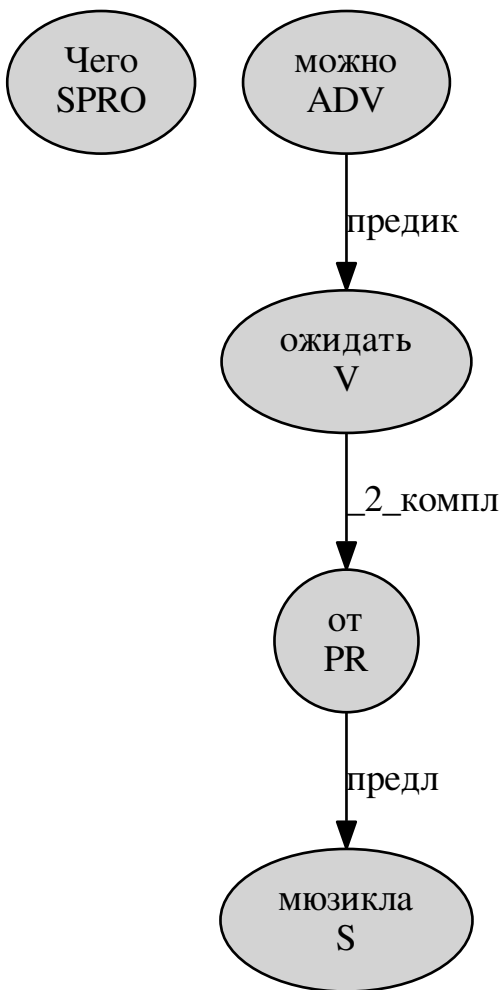 Чего
SPRO
можно
ADV
предик
ожидать
V
_2_компл
от
PR
предл
мюзикла
S